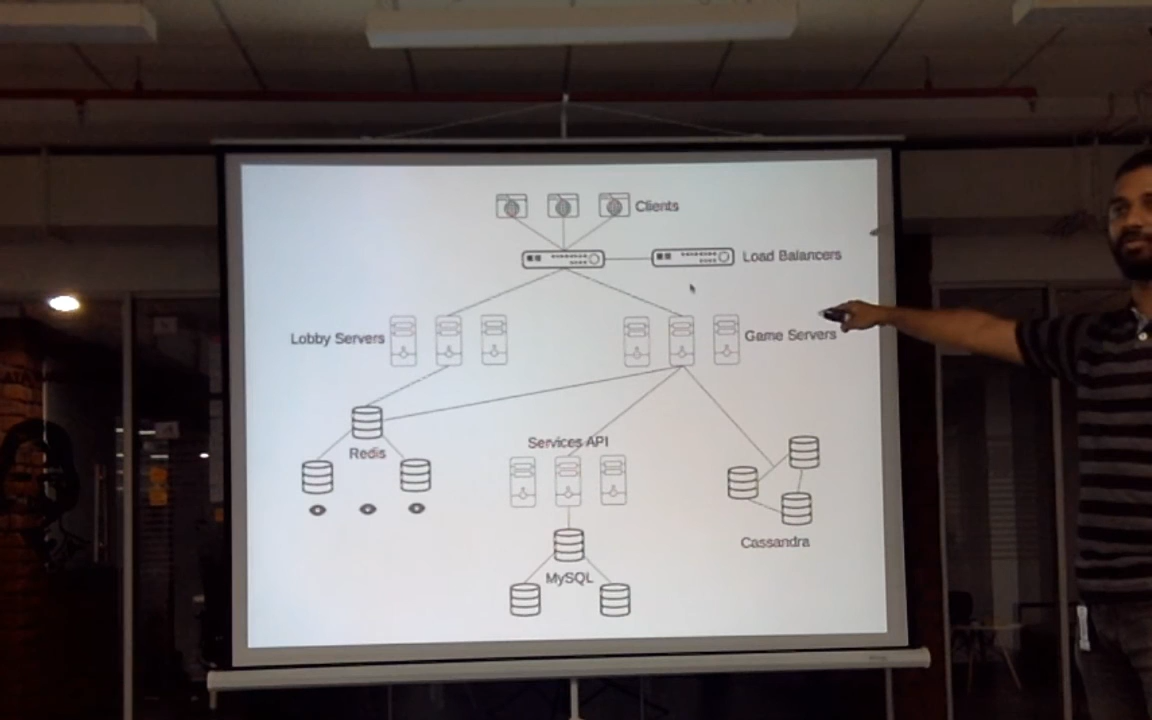 Clients
Load Balancers
Lobby Servers
Game Servers
Redis
Services API
Cassandra
MySQL